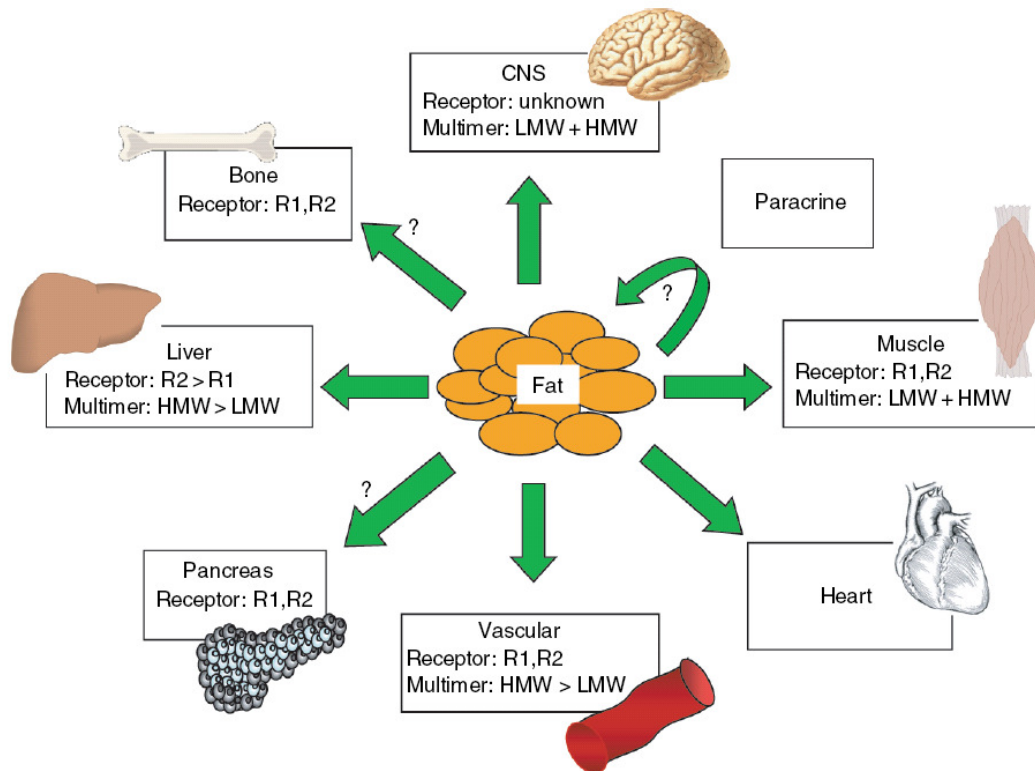 CNS
Receptor: unknown
Multimer: LMW + HMW
Bone
Receptor: R1,R2
?
Paracrine
?
Liver
Receptor: R2 > R1
Multimer: HMW > LMW
Fat
Muscle
Receptor: R1,R2
Multimer: LMW + HMW
?
Pancreas
Receptor: R1,R2
Vascular
Receptor: R1,R2
Multimer: HMW > LMW
Heart